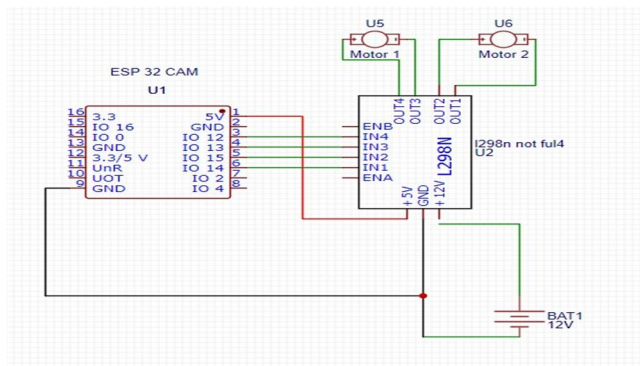 U5
Motor 1
U6
Motor 2
ESP 32 CAM
U1
16 3.3 5V 1
15 IO 16 GND 2
14 IO 0 IO 12 3
13 GND IO 13 4
12 3.3/5 V IO 15 5
11 UnR IO 14 6
10 UOT IO 2 7
9 GND IO 4 8
OUT4
OUT3
OUT2
OUT1
ENB
IN4
IN3
IN2
IN1
ENA
L298N
l298n not ful4
U2
+5V
GND
+12V
BAT1
12V